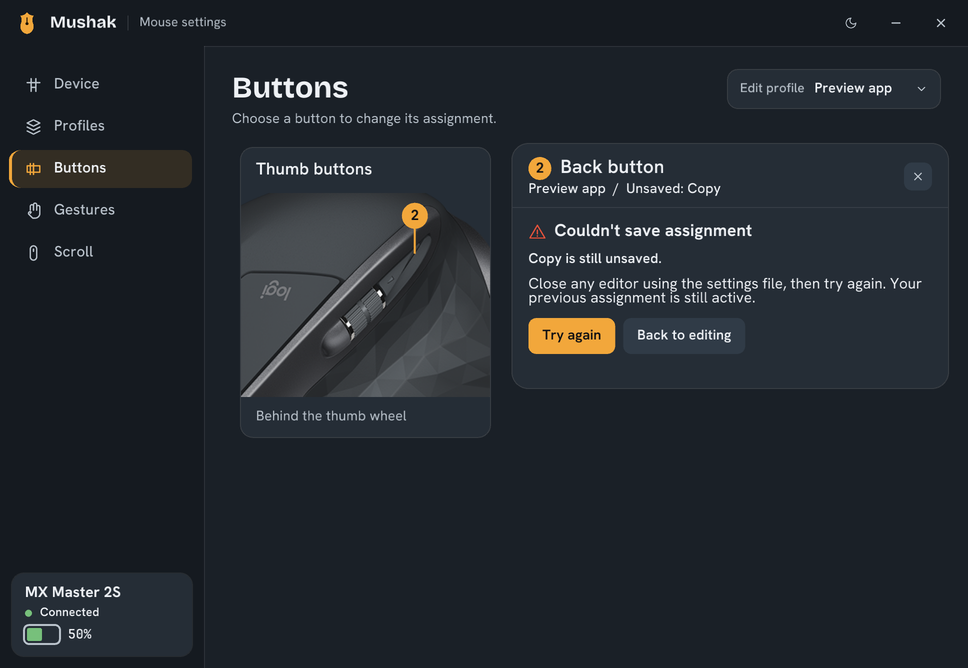 Mushak
Mouse settings
Device
Profiles
Buttons
Gestures
Scroll
MX Master 2S
Connected
50%
Buttons
Choose a button to change its assignment.
Edit profile Preview app
Thumb buttons
2
logi
Behind the thumb wheel
2 Back button
Preview app / Unsaved: Copy
Couldn't save assignment
Copy is still unsaved.
Close any editor using the settings file, then try again. Your
previous assignment is still active.
Try again
Back to editing